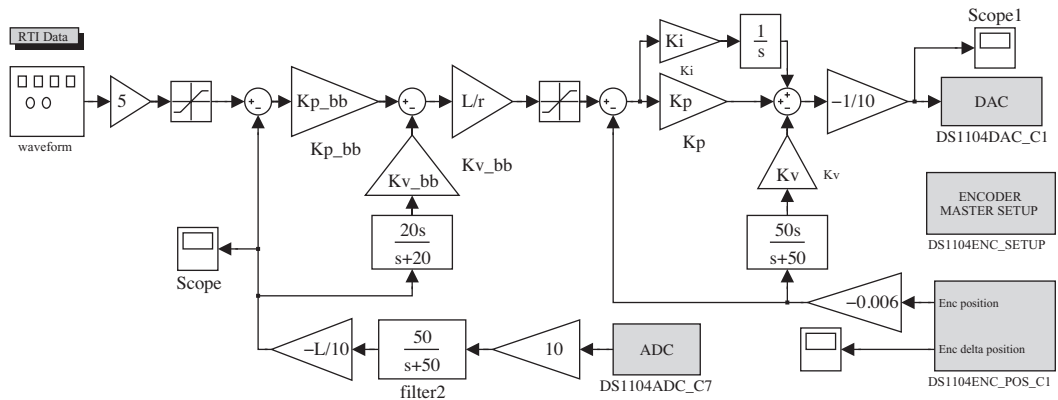 RTI Data
waveform
5
+
−
Kp_bb
Kp_bb
+
−
Kv_bb
Kv_bb
20s
s+20
L/r
+
−
Ki
Ki
1
s
Kp
Kp
+
+
−
Kv
Kv
50s
s+50
−1/10
Scope1
DAC
DS1104DAC_C1
ENCODER
MASTER SETUP
DS1104ENC_SETUP
Scope
−L/10
50
s+50
filter2
10
ADC
DS1104ADC_C7
−0.006
Enc position
Enc delta position
DS1104ENC_POS_C1